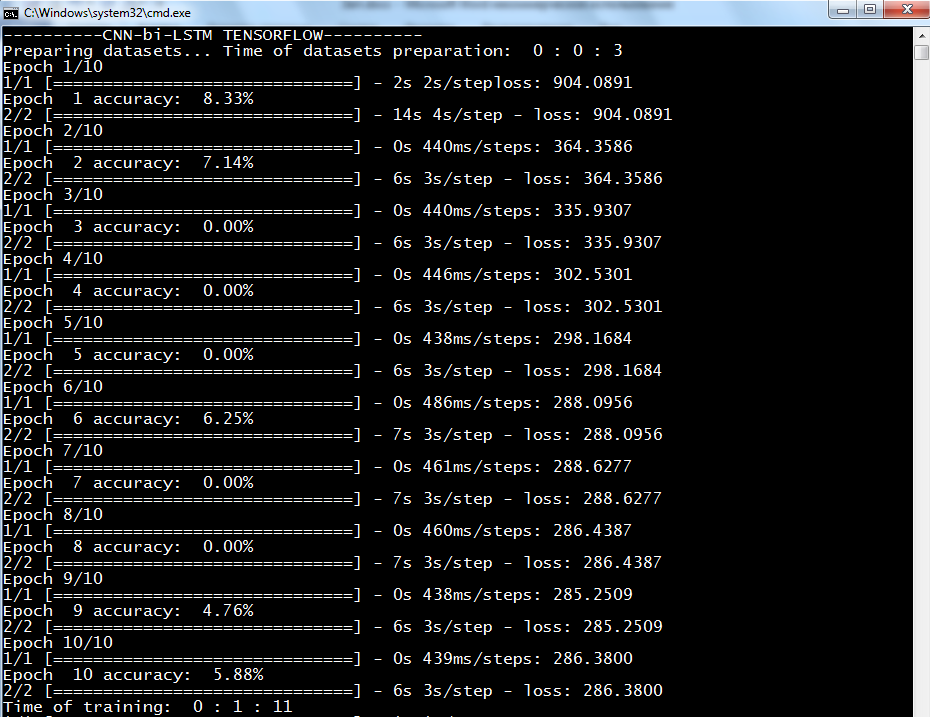 C:\Windows\system32\cmd.exe
----------CNN-bi-LSTM TENSORFLOW----------
Preparing datasets... Time of datasets preparation:  0 : 0 : 3
Epoch 1/10
1/1 [==============================] - 2s 2s/steploss: 904.0891
Epoch  1 accuracy:  8.33%
2/2 [==============================] - 14s 4s/step - loss: 904.0891
Epoch 2/10
1/1 [==============================] - 0s 440ms/steps: 364.3586
Epoch  2 accuracy:  7.14%
2/2 [==============================] - 6s 3s/step - loss: 364.3586
Epoch 3/10
1/1 [==============================] - 0s 440ms/steps: 335.9307
Epoch  3 accuracy:  0.00%
2/2 [==============================] - 6s 3s/step - loss: 335.9307
Epoch 4/10
1/1 [==============================] - 0s 446ms/steps: 302.5301
Epoch  4 accuracy:  0.00%
2/2 [==============================] - 6s 3s/step - loss: 302.5301
Epoch 5/10
1/1 [==============================] - 0s 438ms/steps: 298.1684
Epoch  5 accuracy:  0.00%
2/2 [==============================] - 6s 3s/step - loss: 298.1684
Epoch 6/10
1/1 [==============================] - 0s 486ms/steps: 288.0956
Epoch  6 accuracy:  6.25%
2/2 [==============================] - 7s 3s/step - loss: 288.0956
Epoch 7/10
1/1 [==============================] - 0s 461ms/steps: 288.6277
Epoch  7 accuracy:  0.00%
2/2 [==============================] - 7s 3s/step - loss: 288.6277
Epoch 8/10
1/1 [==============================] - 0s 460ms/steps: 286.4387
Epoch  8 accuracy:  0.00%
2/2 [==============================] - 7s 3s/step - loss: 286.4387
Epoch 9/10
1/1 [==============================] - 0s 438ms/steps: 285.2509
Epoch  9 accuracy:  4.76%
2/2 [==============================] - 6s 3s/step - loss: 285.2509
Epoch 10/10
1/1 [==============================] - 0s 439ms/steps: 286.3800
Epoch  10 accuracy:  5.88%
2/2 [==============================] - 6s 3s/step - loss: 286.3800
Time of training:  0 : 1 : 11